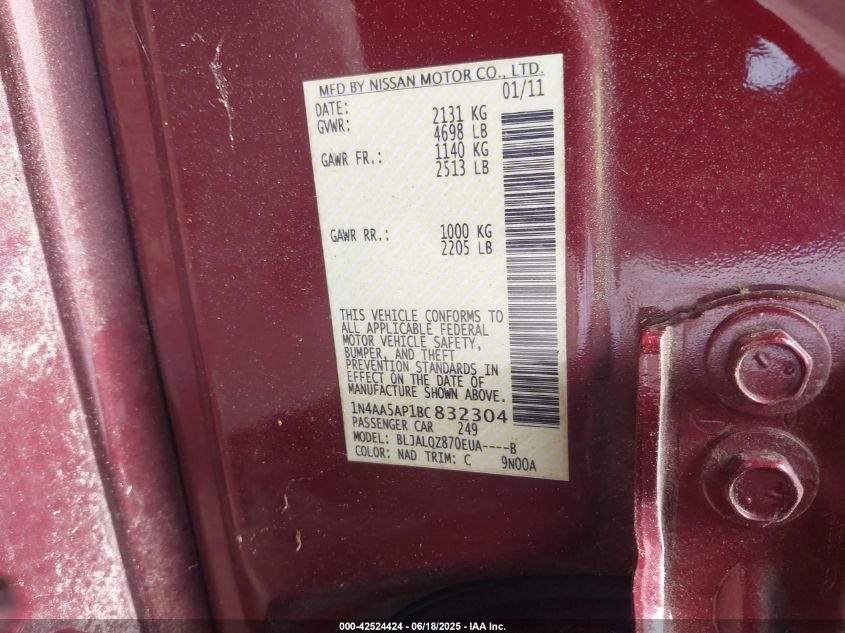 MFD BY NISSAN MOTOR CO., LTD.
DATE: 01/11
GVWR: 2131 KG
4698 LB
GAWR FR.: 1140 KG
2513 LB
GAWR RR.: 1000 KG
2205 LB
THIS VEHICLE CONFORMS TO
ALL APPLICABLE FEDERAL
MOTOR VEHICLE SAFETY,
BUMPER, AND THEFT
PREVENTION STANDARDS IN
EFFECT ON THE DATE OF
MANUFACTURE SHOWN ABOVE.
1N4AA5AP1BC832304
PASSENGER CAR 249
MODEL: BLJALQZ870EUA----B
COLOR: NAD TRIM: C 9N00A
000-42524424 - 06/18/2025 - IAA Inc.